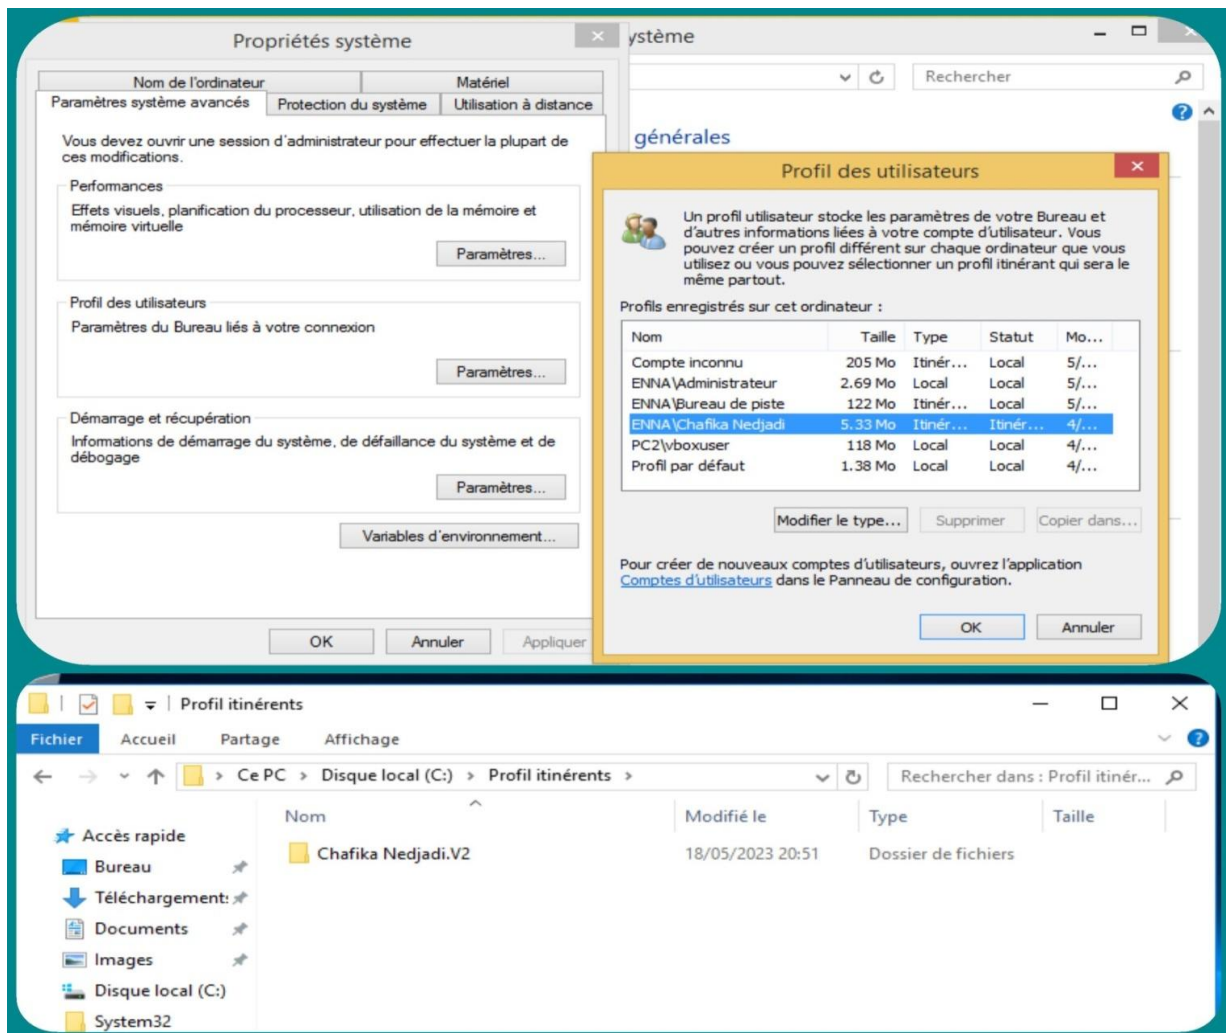 Propriétés système
Nom de l'ordinateur
Matériel
Paramètres système avancés
Protection du système
Utilisation à distance
Vous devez ouvrir une session d'administrateur pour effectuer la plupart de
ces modifications.
Performances
Effets visuels, planification du processeur, utilisation de la mémoire et
mémoire virtuelle
Paramètres...
Profil des utilisateurs
Paramètres du Bureau liés à votre connexion
Paramètres...
Démarrage et récupération
Informations de démarrage du système, de défaillance du système et de
débogage
Paramètres...
Variables d'environnement...
OK
Annuler
Appliquer
ystème
Rechercher
générales
Profil des utilisateurs
Un profil utilisateur stocke les paramètres de votre Bureau et
d'autres informations liées à votre compte d'utilisateur. Vous
pouvez créer un profil différent sur chaque ordinateur que vous
utilisez ou vous pouvez sélectionner un profil itinérant qui sera le
même partout.
Profils enregistrés sur cet ordinateur :
Nom Taille Type Statut Mo...
Compte inconnu 205 Mo Itinér... Local 5/...
ENNA\Administrateur 2.69 Mo Local Local 5/...
ENNA\Bureau de piste 122 Mo Itinér... Local 5/...
ENNA\Chafika Nedjadi 5.33 Mo Itinér... Itinér... 4/...
PC2\vboxuser 118 Mo Local Local 4/...
Profil par défaut 1.38 Mo Local Local 4/...
Modifier le type...
Supprimer
Copier dans...
Pour créer de nouveaux comptes d'utilisateurs, ouvrez l'application
Comptes d'utilisateurs dans le Panneau de configuration.
OK
Annuler
Profil itinérents
Fichier Accueil Partage Affichage
Ce PC > Disque local (C:) > Profil itinérents >
Rechercher dans : Profil itinér...
Nom Modifié le Type Taille
Accès rapide
Chafika Nedjadi.V2 18/05/2023 20:51 Dossier de fichiers
Bureau
Téléchargement:
Documents
Images
Disque local (C:)
System32